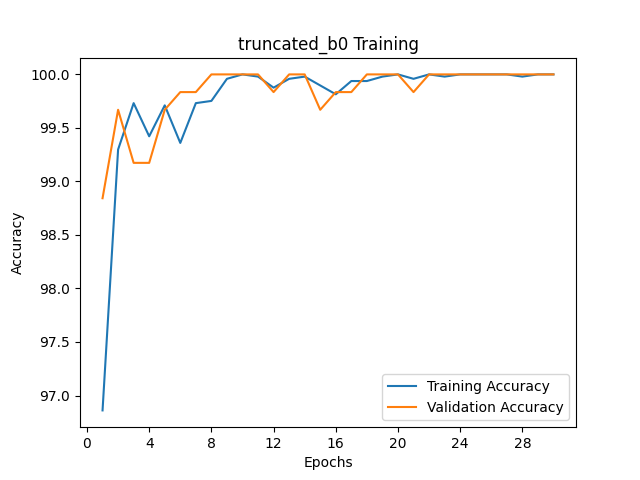 truncated_b0 Training
100.0
99.5
99.0
98.5
98.0
97.5
97.0
Accuracy
0 4 8 12 16 20 24 28
Epochs
Training Accuracy
Validation Accuracy